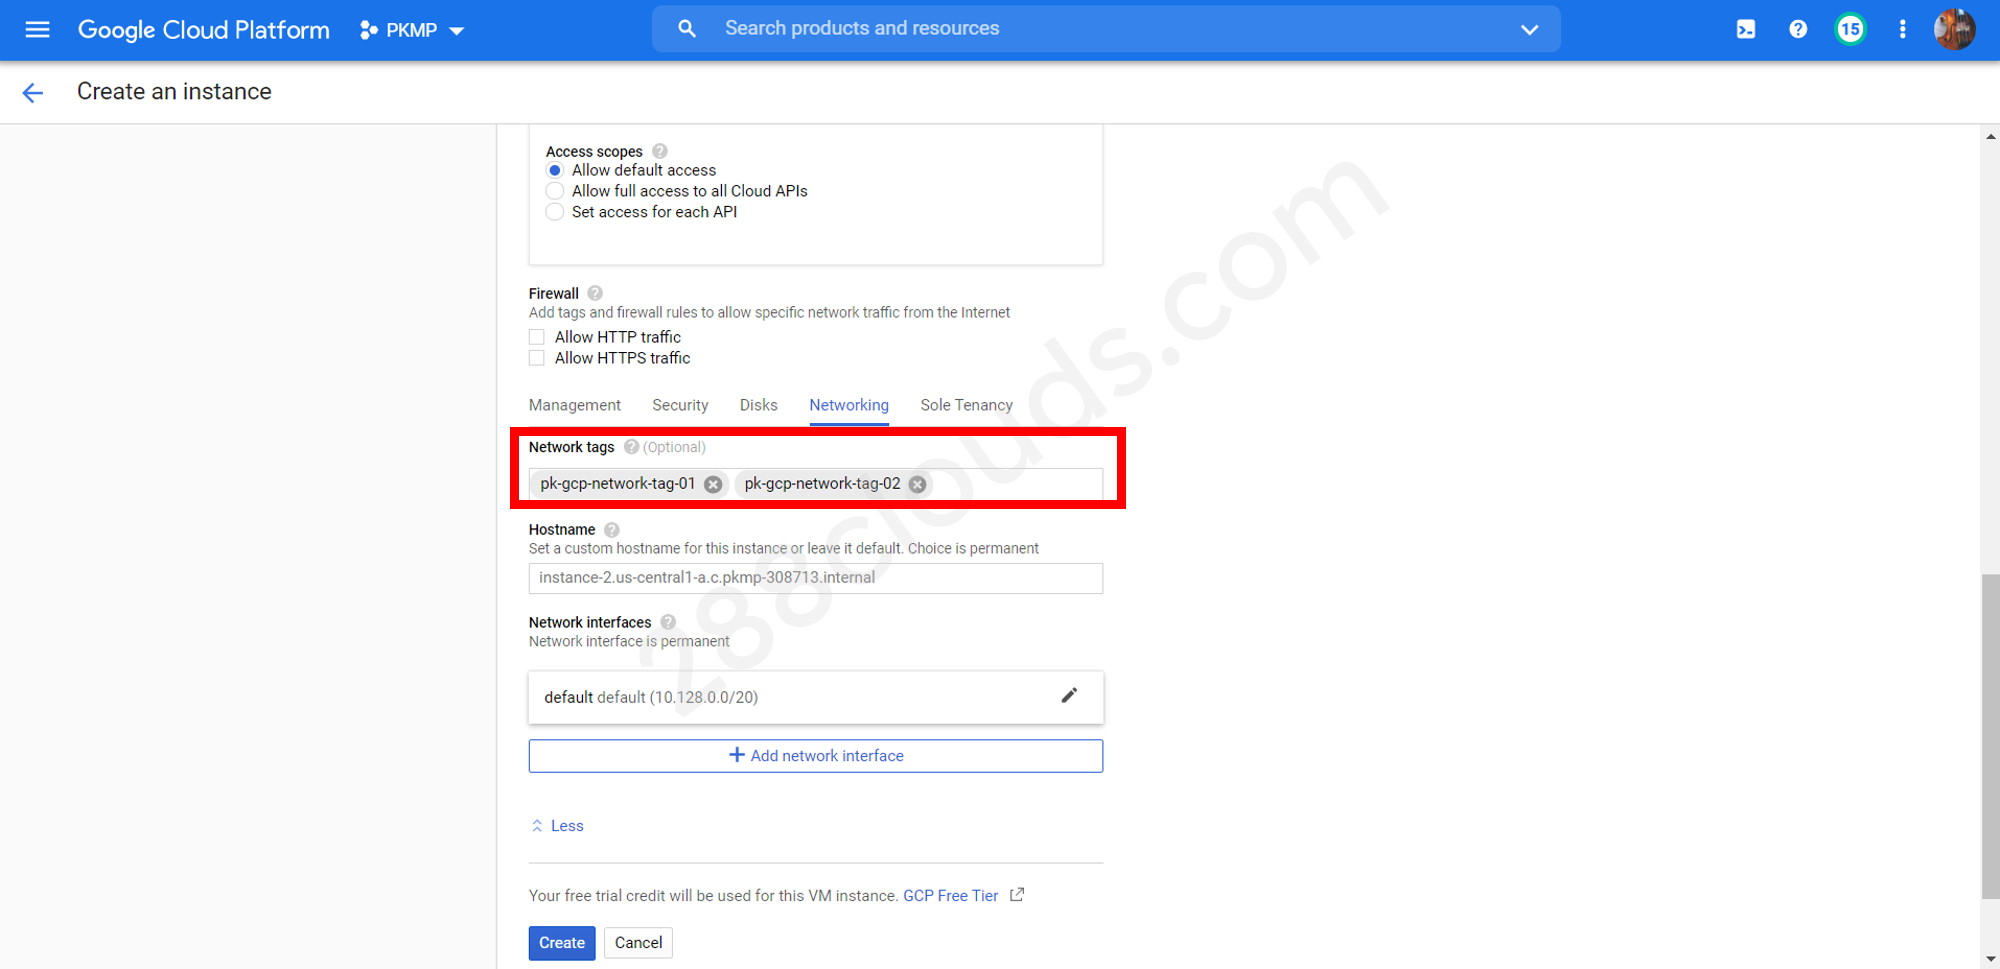 Google Cloud Platform
PKMP
Search products and resources
15
Create an instance
Access scopes
Allow default access
Allow full access to all Cloud APIs
Set access for each API
Firewall
Add tags and firewall rules to allow specific network traffic from the Internet
Allow HTTP traffic
Allow HTTPS traffic
Management Security Disks Networking Sole Tenancy
Network tags (Optional)
pk-gcp-network-tag-01 pk-gcp-network-tag-02
Hostname
Set a custom hostname for this instance or leave it default. Choice is permanent
instance-2.us-central1-a.c.pkmp-308713.internal
Network interfaces
Network interface is permanent
default default (10.128.0.0/20)
Add network interface
Less
Your free trial credit will be used for this VM instance. GCP Free Tier
Create Cancel
288clouds.com